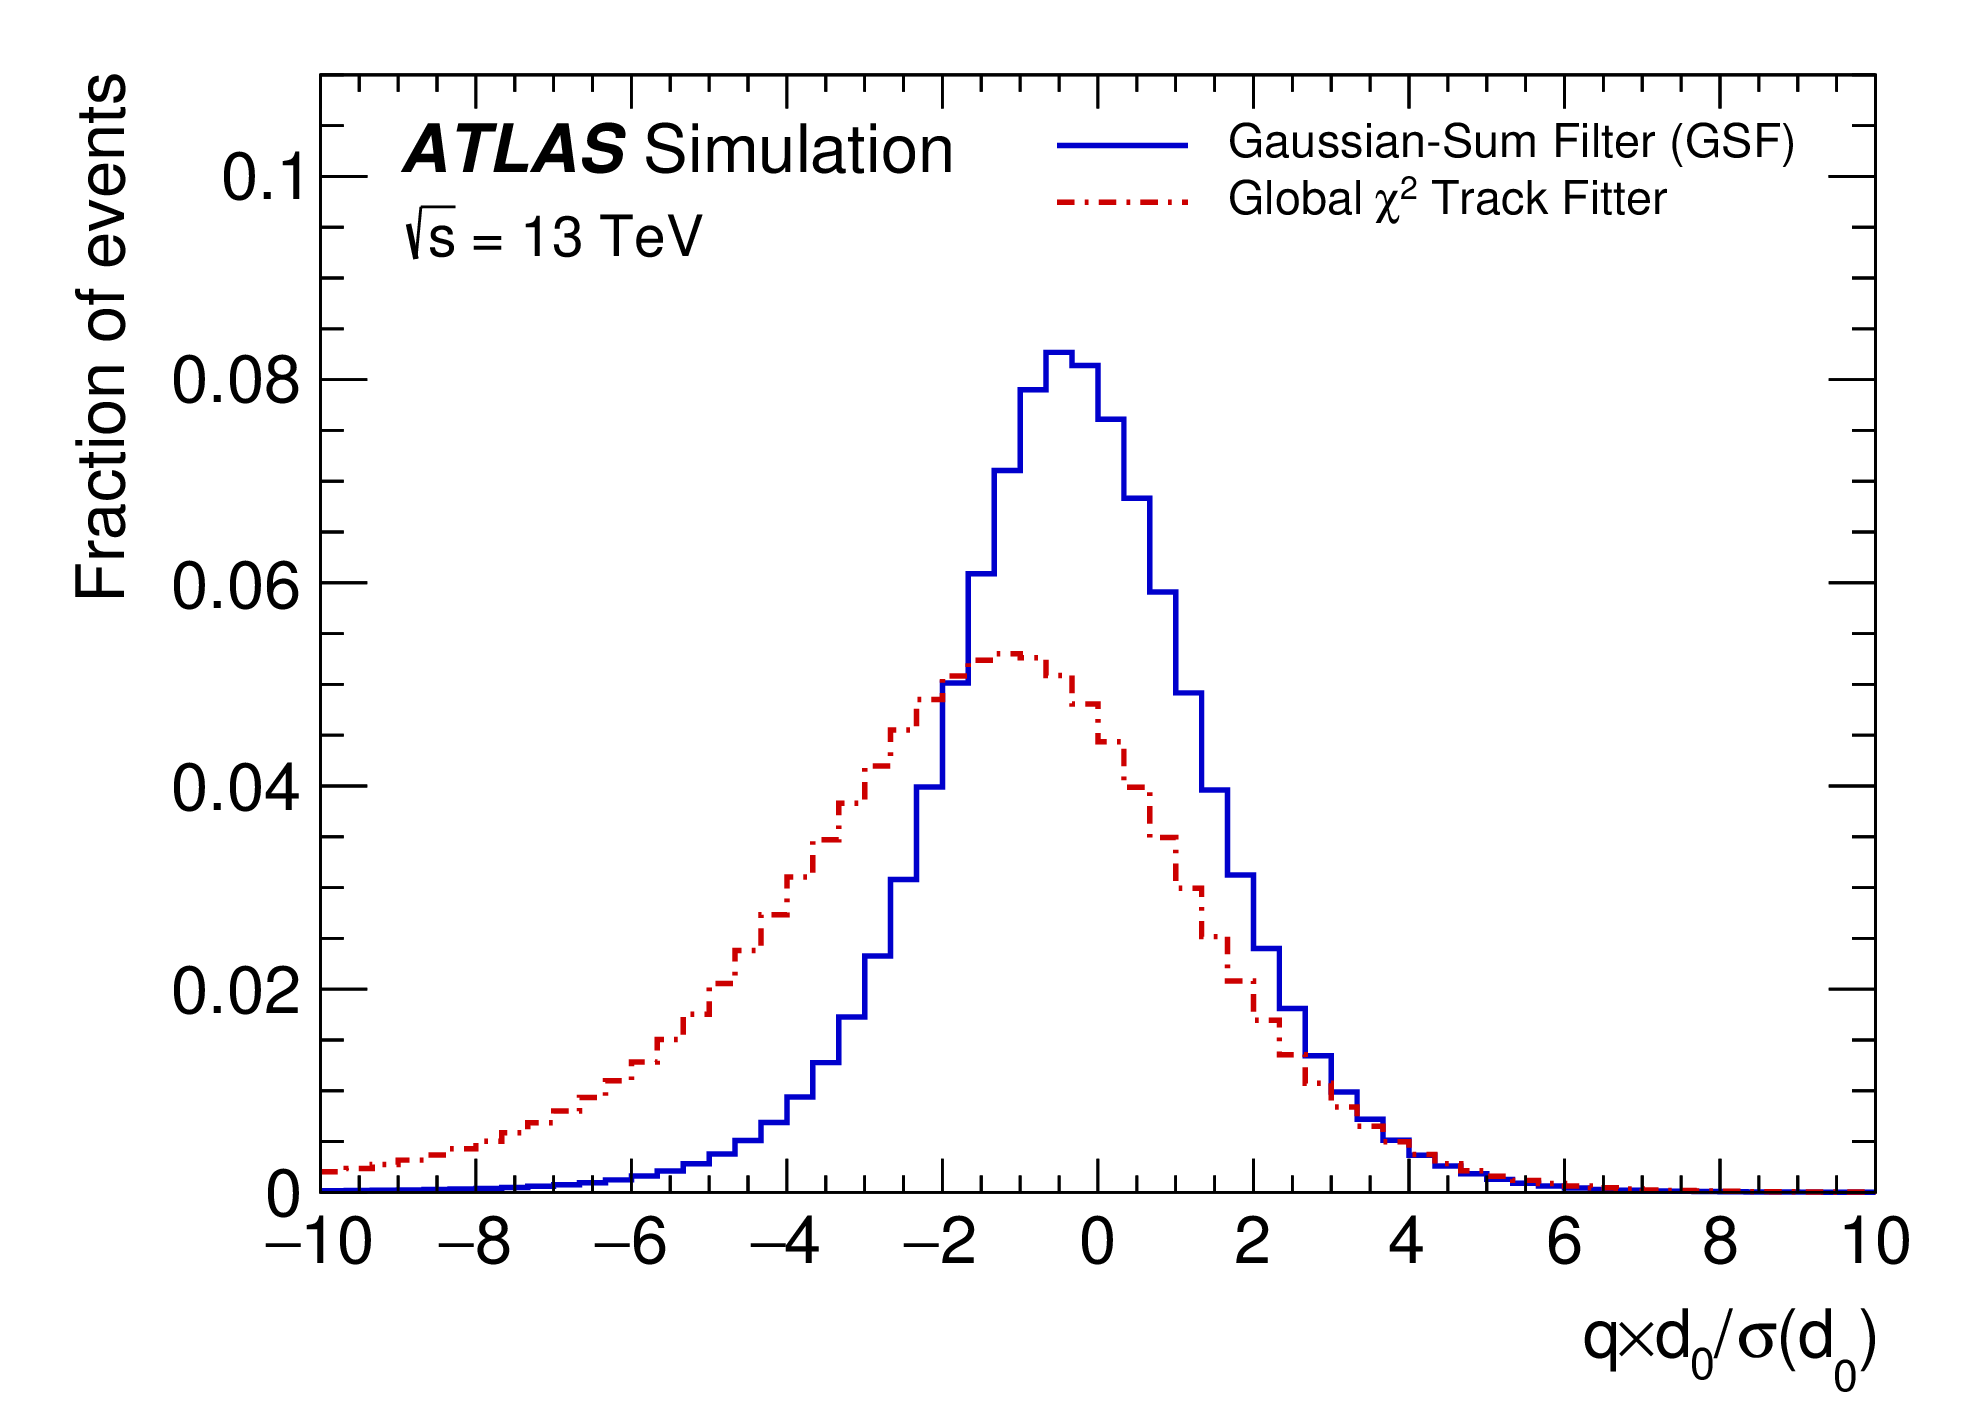 Fraction of events
ATLAS Simulation
√s = 13 TeV
Gaussian-Sum Filter (GSF)
Global χ² Track Fitter
0.1
0.08
0.06
0.04
0.02
0
−10 −8 −6 −4 −2 0 2 4 6 8 10
q×d₀/σ(d₀)